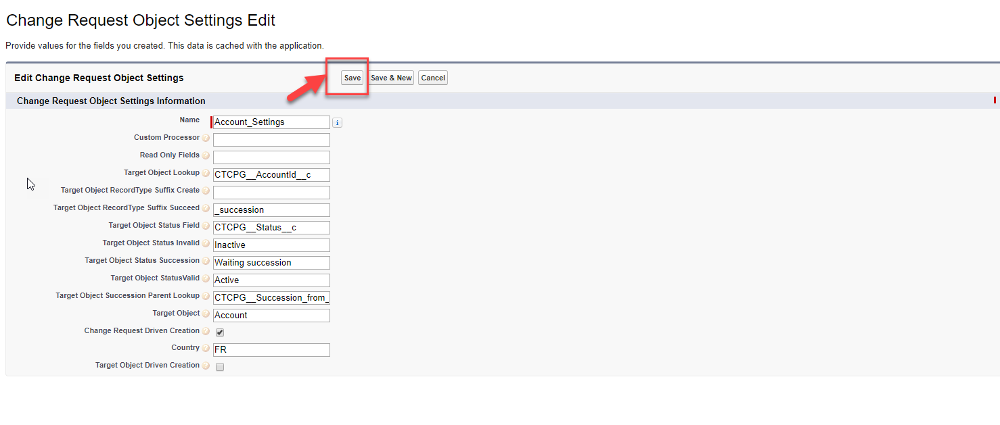 Change Request Object Settings Edit
Provide values for the fields you created. This data is cached with the application.
Edit Change Request Object Settings Save Save & New Cancel
Change Request Object Settings Information
Name Account_Settings i
Custom Processor ?
Read Only Fields ?
Target Object Lookup ? CTCPG__AccountId__c
Target Object RecordType Suffix Create ?
Target Object RecordType Suffix Succeed ? _succession
Target Object Status Field ? CTCPG__Status__c
Target Object Status Invalid ? Inactive
Target Object Status Succession ? Waiting succession
Target Object StatusValid ? Active
Target Object Succession Parent Lookup ? CTCPG__Succession_from_
Target Object ? Account
Change Request Driven Creation ?
Country ? FR
Target Object Driven Creation ?